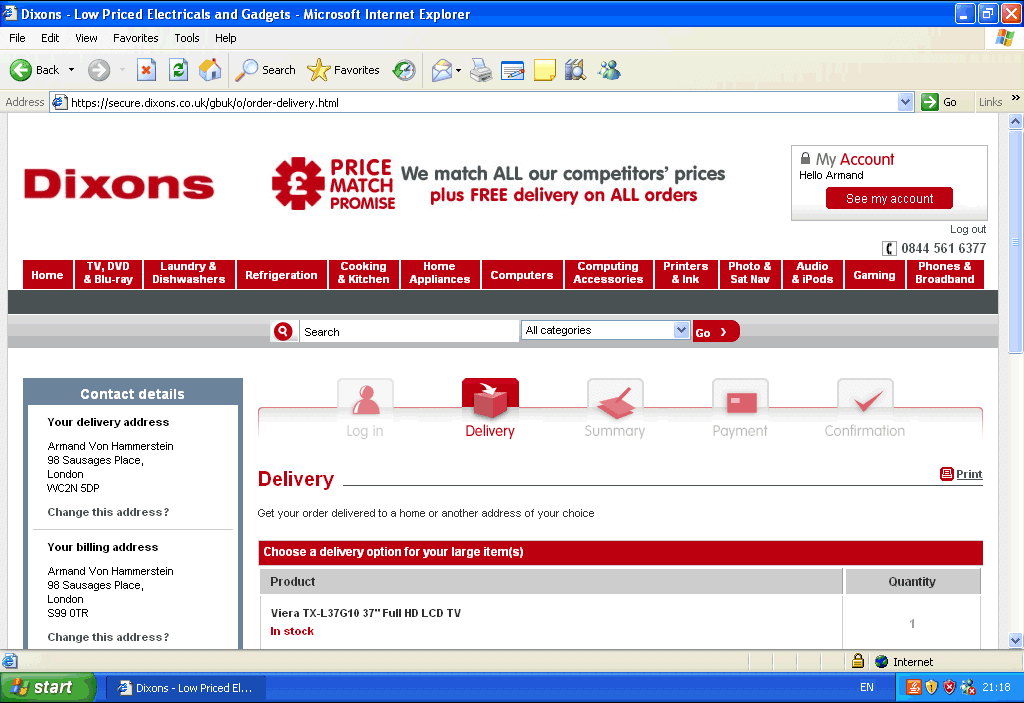 Dixons - Low Priced Electricals and Gadgets - Microsoft Internet Explorer
File Edit View Favorites Tools Help
Back Search Favorites
Address https://secure.dixons.co.uk/gbuk/o/order-delivery.html Go Links »
Dixons
£ PRICE MATCH PROMISE
We match ALL our competitors' prices
plus FREE delivery on ALL orders
My Account
Hello Armand
See my account
Log out
0844 561 6377
Home
TV, DVD
& Blu-ray
Laundry &
Dishwashers
Refrigeration
Cooking
& Kitchen
Home
Appliances
Computers
Computing
Accessories
Printers
& Ink
Photo &
Sat Nav
Audio
& iPods
Gaming
Phones &
Broadband
Search All categories Go
Contact details
Your delivery address
Armand Von Hammerstein
98 Sausages Place,
London
WC2N 5DP
Change this address?
Your billing address
Armand Von Hammerstein
98 Sausages Place,
London
S99 0TR
Change this address?
Log in Delivery Summary Payment Confirmation
Delivery
Print
Get your order delivered to a home or another address of your choice
Choose a delivery option for your large item(s)
Product Quantity
Viera TX-L37G10 37" Full HD LCD TV
In stock
1
Internet
start Dixons - Low Priced El... EN 21:18